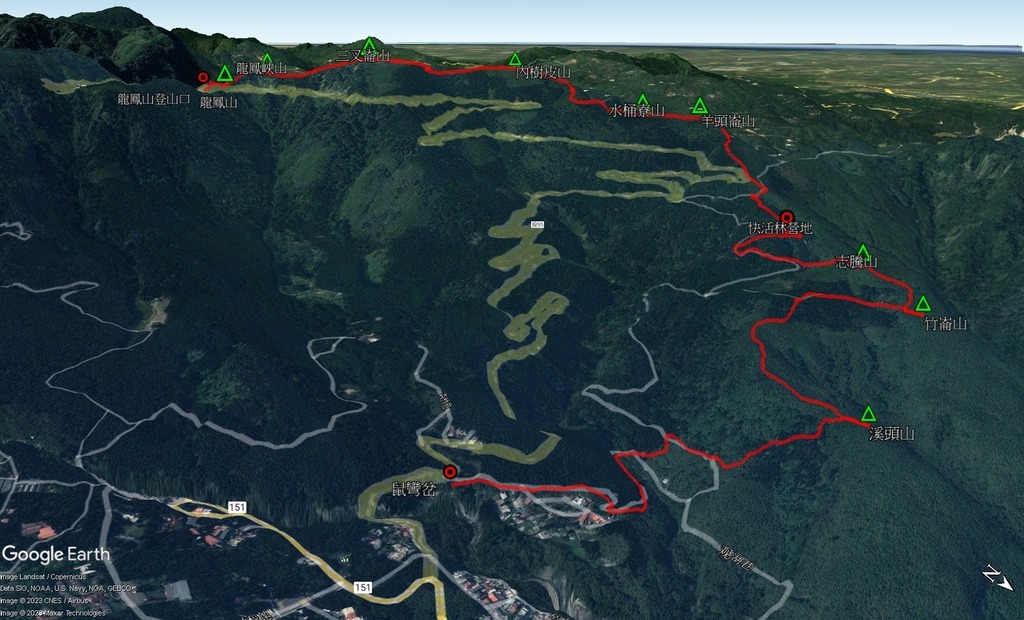 三叉崙山
龍鳳峽山
內樹皮山
龍鳳山登山口
龍鳳山
水桶寮山
羊頭崙山
快活林營地
志騰山
竹崙山
溪頭山
鼠彎岔
151
151
Google Earth
Image Landsat / Copernicus
Data SIO, NOAA, U.S. Navy, NGA, GEBCO
Image © 2023 CNES / Airbus
Image © 2023 Maxar Technologies
N